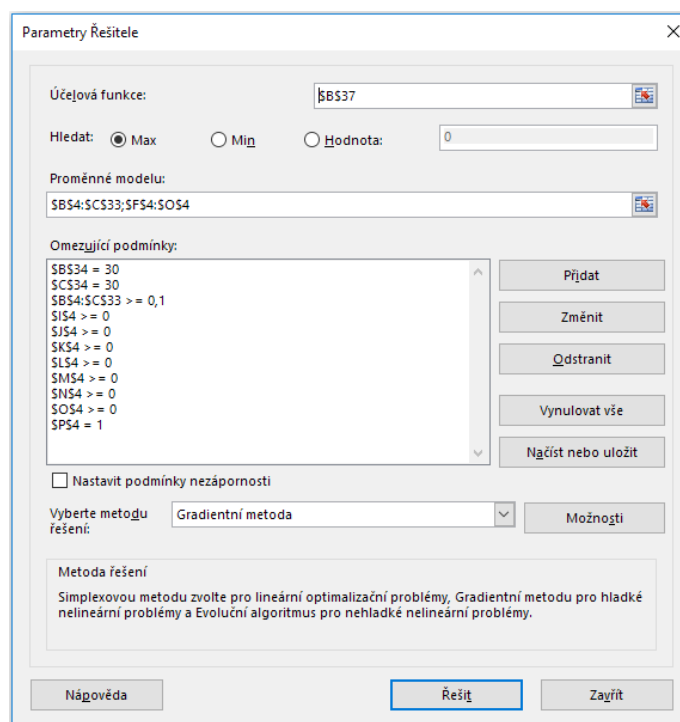 Parametry Řešitele
Účelová funkce: $B$37
Hledat: Max Min Hodnota: 0
Proměnné modelu:
$B$4:$C$33;$F$4:$O$4
Omezující podmínky:
$B$34 = 30
$C$34 = 30
$B$4:$C$33 >= 0,1
$I$4 >= 0
$J$4 >= 0
$K$4 >= 0
$L$4 >= 0
$M$4 >= 0
$N$4 >= 0
$O$4 >= 0
$P$4 = 1
Přidat
Změnit
Odstranit
Vynulovat vše
Načíst nebo uložit
Nastavit podmínky nezápornosti
Vyberte metodu
řešení:
Gradientní metoda
Možnosti
Metoda řešení
Simplexovou metodu zvolte pro lineární optimalizační problémy, Gradientní metodu pro hladké
nelineární problémy a Evoluční algoritmus pro nehladké nelineární problémy.
Nápověda Řešit Zavřít